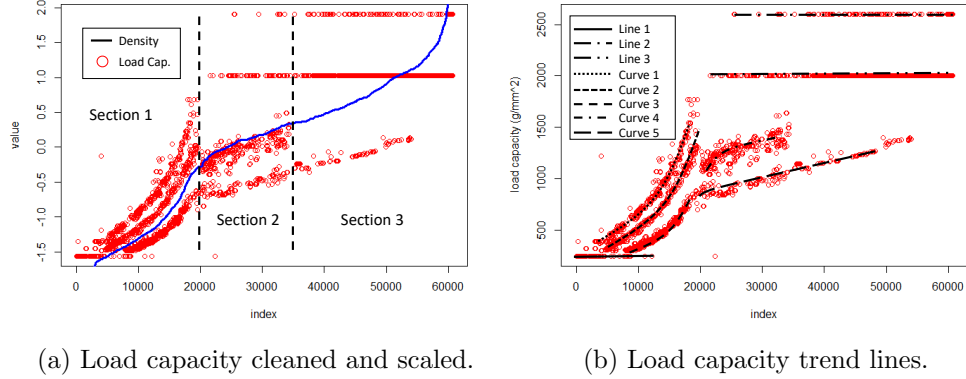 2.0
1.5
1.0
0.5
0.0
-0.5
-1.0
-1.5
value
Density
Load Cap.
Section 1
Section 2
Section 3
0 10000 20000 30000 40000 50000 60000
index
(a) Load capacity cleaned and scaled.
2500
2000
1500
1000
500
load capacity (g/mm^2)
Line 1
Line 2
Line 3
Curve 1
Curve 2
Curve 3
Curve 4
Curve 5
0 10000 20000 30000 40000 50000 60000
index
(b) Load capacity trend lines.